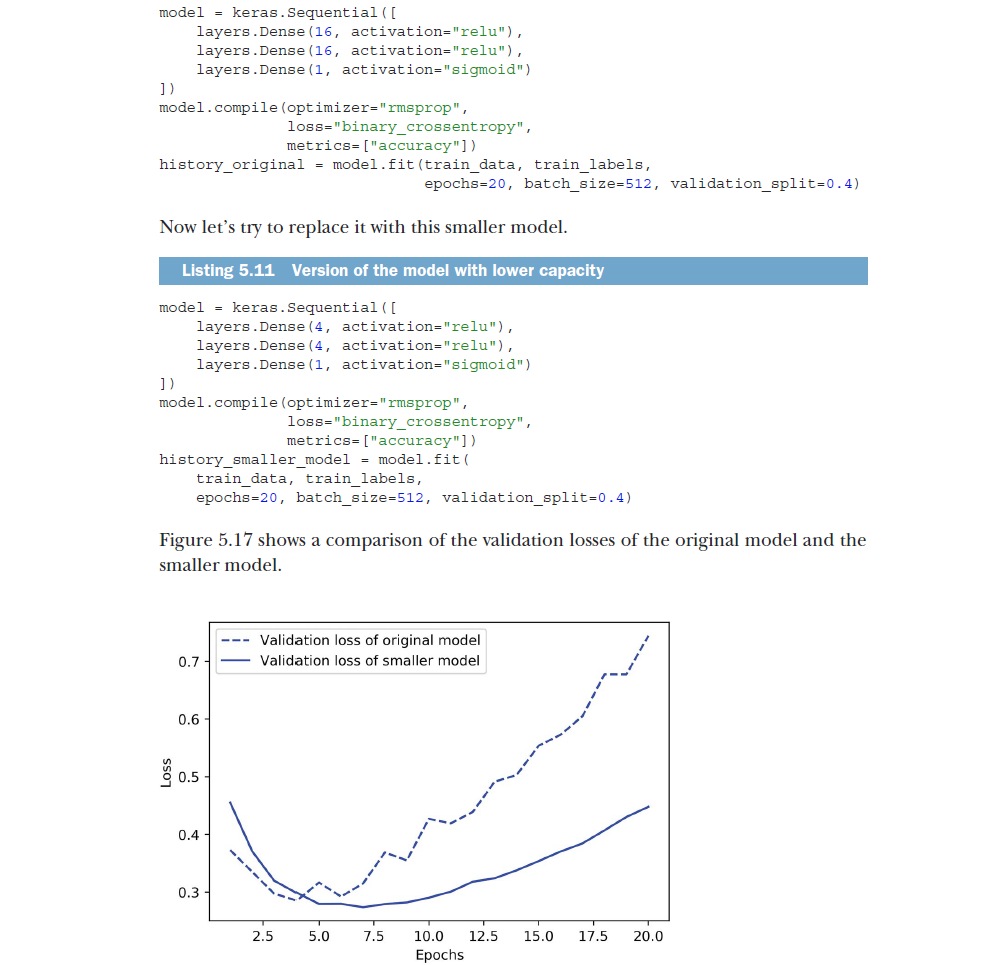 model = keras.Sequential([
    layers.Dense(16, activation="relu"),
    layers.Dense(16, activation="relu"),
    layers.Dense(1, activation="sigmoid")
])
model.compile(optimizer="rmsprop",
              loss="binary_crossentropy",
              metrics=["accuracy"])
history_original = model.fit(train_data, train_labels,
                             epochs=20, batch_size=512, validation_split=0.4)
Now let’s try to replace it with this smaller model.
Listing 5.11 Version of the model with lower capacity
model = keras.Sequential([
    layers.Dense(4, activation="relu"),
    layers.Dense(4, activation="relu"),
    layers.Dense(1, activation="sigmoid")
])
model.compile(optimizer="rmsprop",
              loss="binary_crossentropy",
              metrics=["accuracy"])
history_smaller_model = model.fit(
    train_data, train_labels,
    epochs=20, batch_size=512, validation_split=0.4)
Figure 5.17 shows a comparison of the validation losses of the original model and the
smaller model.
Validation loss of original model
Validation loss of smaller model
0.7
0.6
0.5
0.4
0.3
Loss
2.5 5.0 7.5 10.0 12.5 15.0 17.5 20.0
Epochs